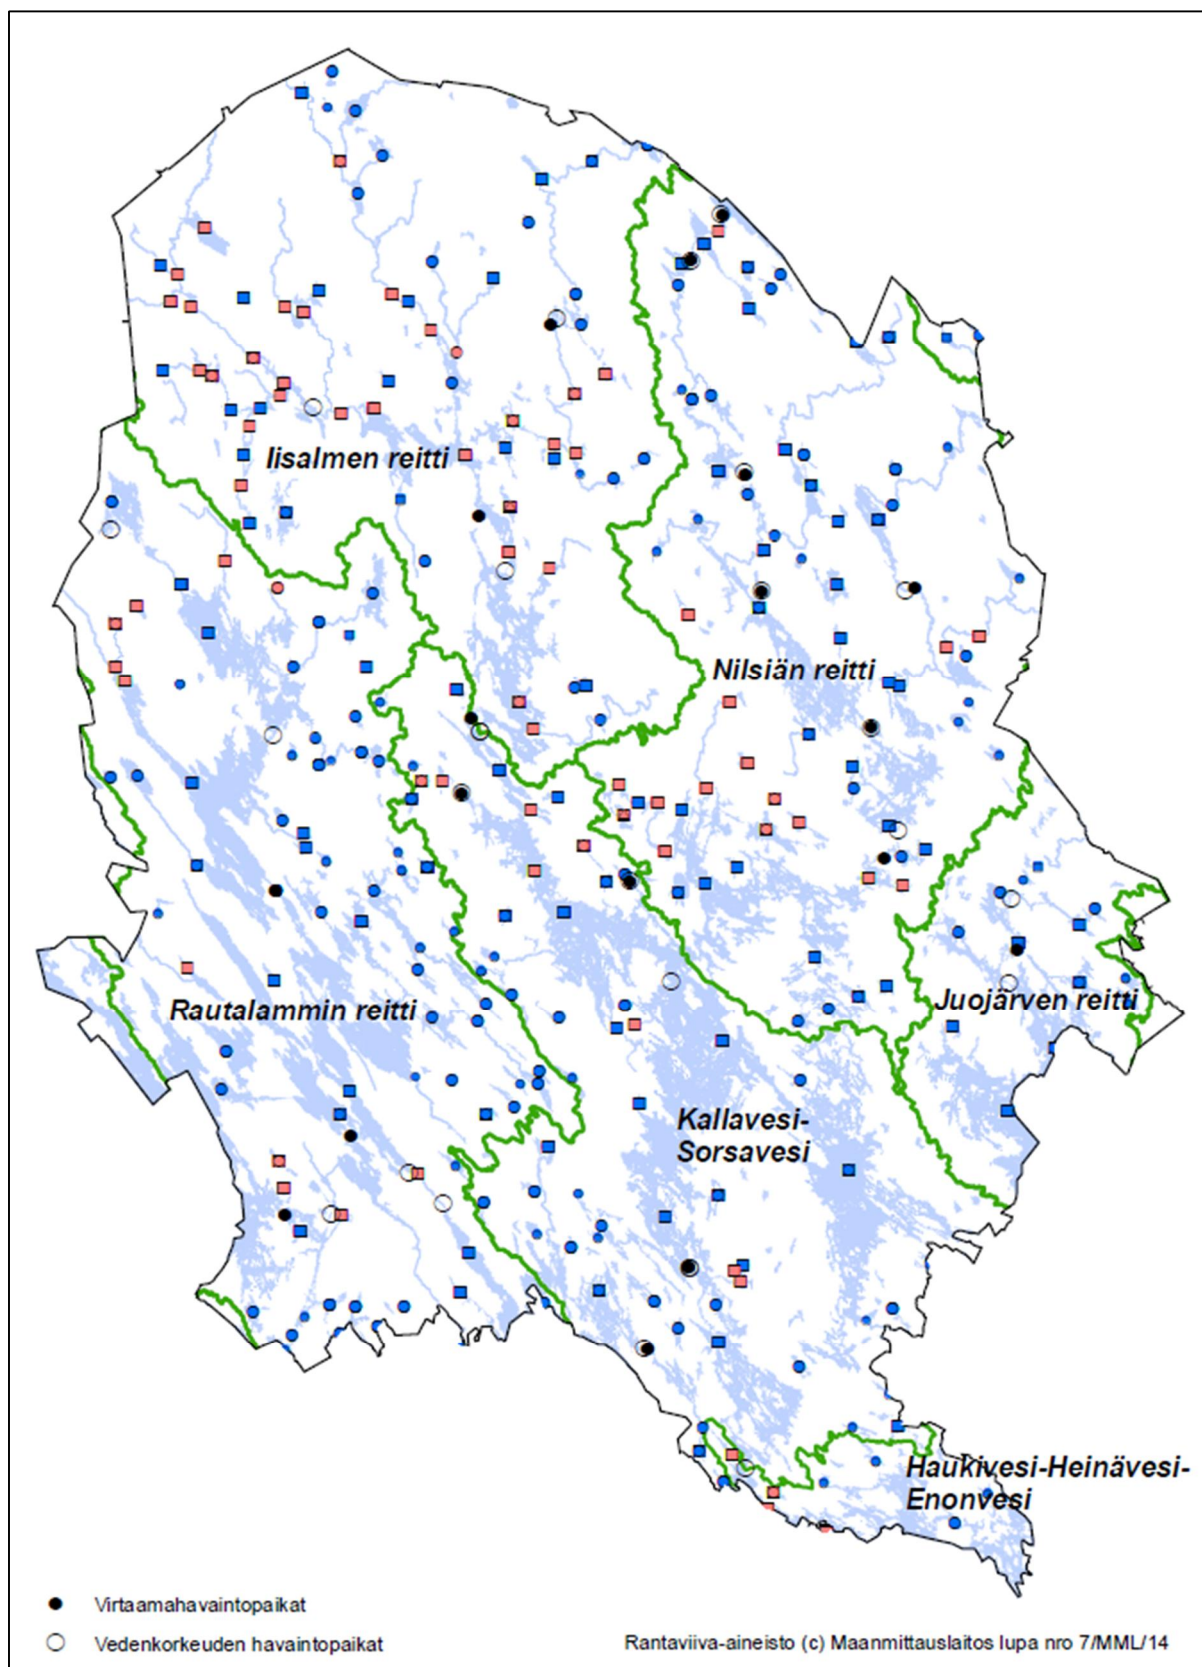 Iisalmen reitti
Nilsiän reitti
Rautalammin reitti
Juojärven reitti
Kallavesi-
Sorsavesi
Haukivesi-Heinävesi-
Enonvesi
Virtaamahavaintopaikat
Vedenkorkeuden havaintopaikat
Rantaviiva-aineisto (c) Maanmittauslaitos lupa nro 7/MML/14